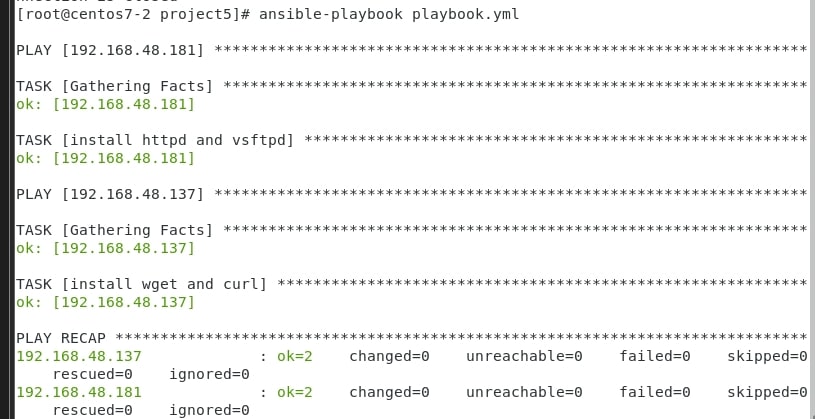 [root@centos7-2 project5]# ansible-playbook playbook.yml
PLAY [192.168.48.181] ******************************************************************
TASK [Gathering Facts] *****************************************************************
ok: [192.168.48.181]
TASK [install httpd and vsftpd] ********************************************************
ok: [192.168.48.181]
PLAY [192.168.48.137] ******************************************************************
TASK [Gathering Facts] *****************************************************************
ok: [192.168.48.137]
TASK [install wget and curl] ***********************************************************
ok: [192.168.48.137]
PLAY RECAP *****************************************************************************
192.168.48.137             : ok=2    changed=0    unreachable=0    failed=0    skipped=0
    rescued=0    ignored=0
192.168.48.181             : ok=2    changed=0    unreachable=0    failed=0    skipped=0
    rescued=0    ignored=0